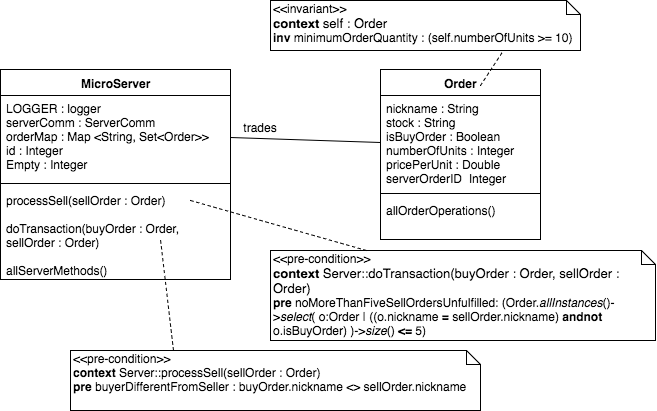 <<invariant>>
context self : Order
inv minimumOrderQuantity : (self.numberOfUnits >= 10)
MicroServer
LOGGER : logger
serverComm : ServerComm
orderMap : Map <String, Set<Order>>
id : Integer
Empty : Integer
processSell(sellOrder : Order)
doTransaction(buyOrder : Order,
sellOrder : Order)
allServerMethods()
trades
Order
nickname : String
stock : String
isBuyOrder : Boolean
numberOfUnits : Integer
pricePerUnit : Double
serverOrderID Integer
allOrderOperations()
<<pre-condition>>
context Server::doTransaction(buyOrder : Order, sellOrder :
Order)
pre noMoreThanFiveSellOrdersUnfulfilled: (Order.allInstances()-
>select( o:Order | ((o.nickname = sellOrder.nickname) andnot
o.isBuyOrder) )->size() <= 5)
<<pre-condition>>
context Server::processSell(sellOrder : Order)
pre buyerDifferentFromSeller : buyOrder.nickname <> sellOrder.nickname